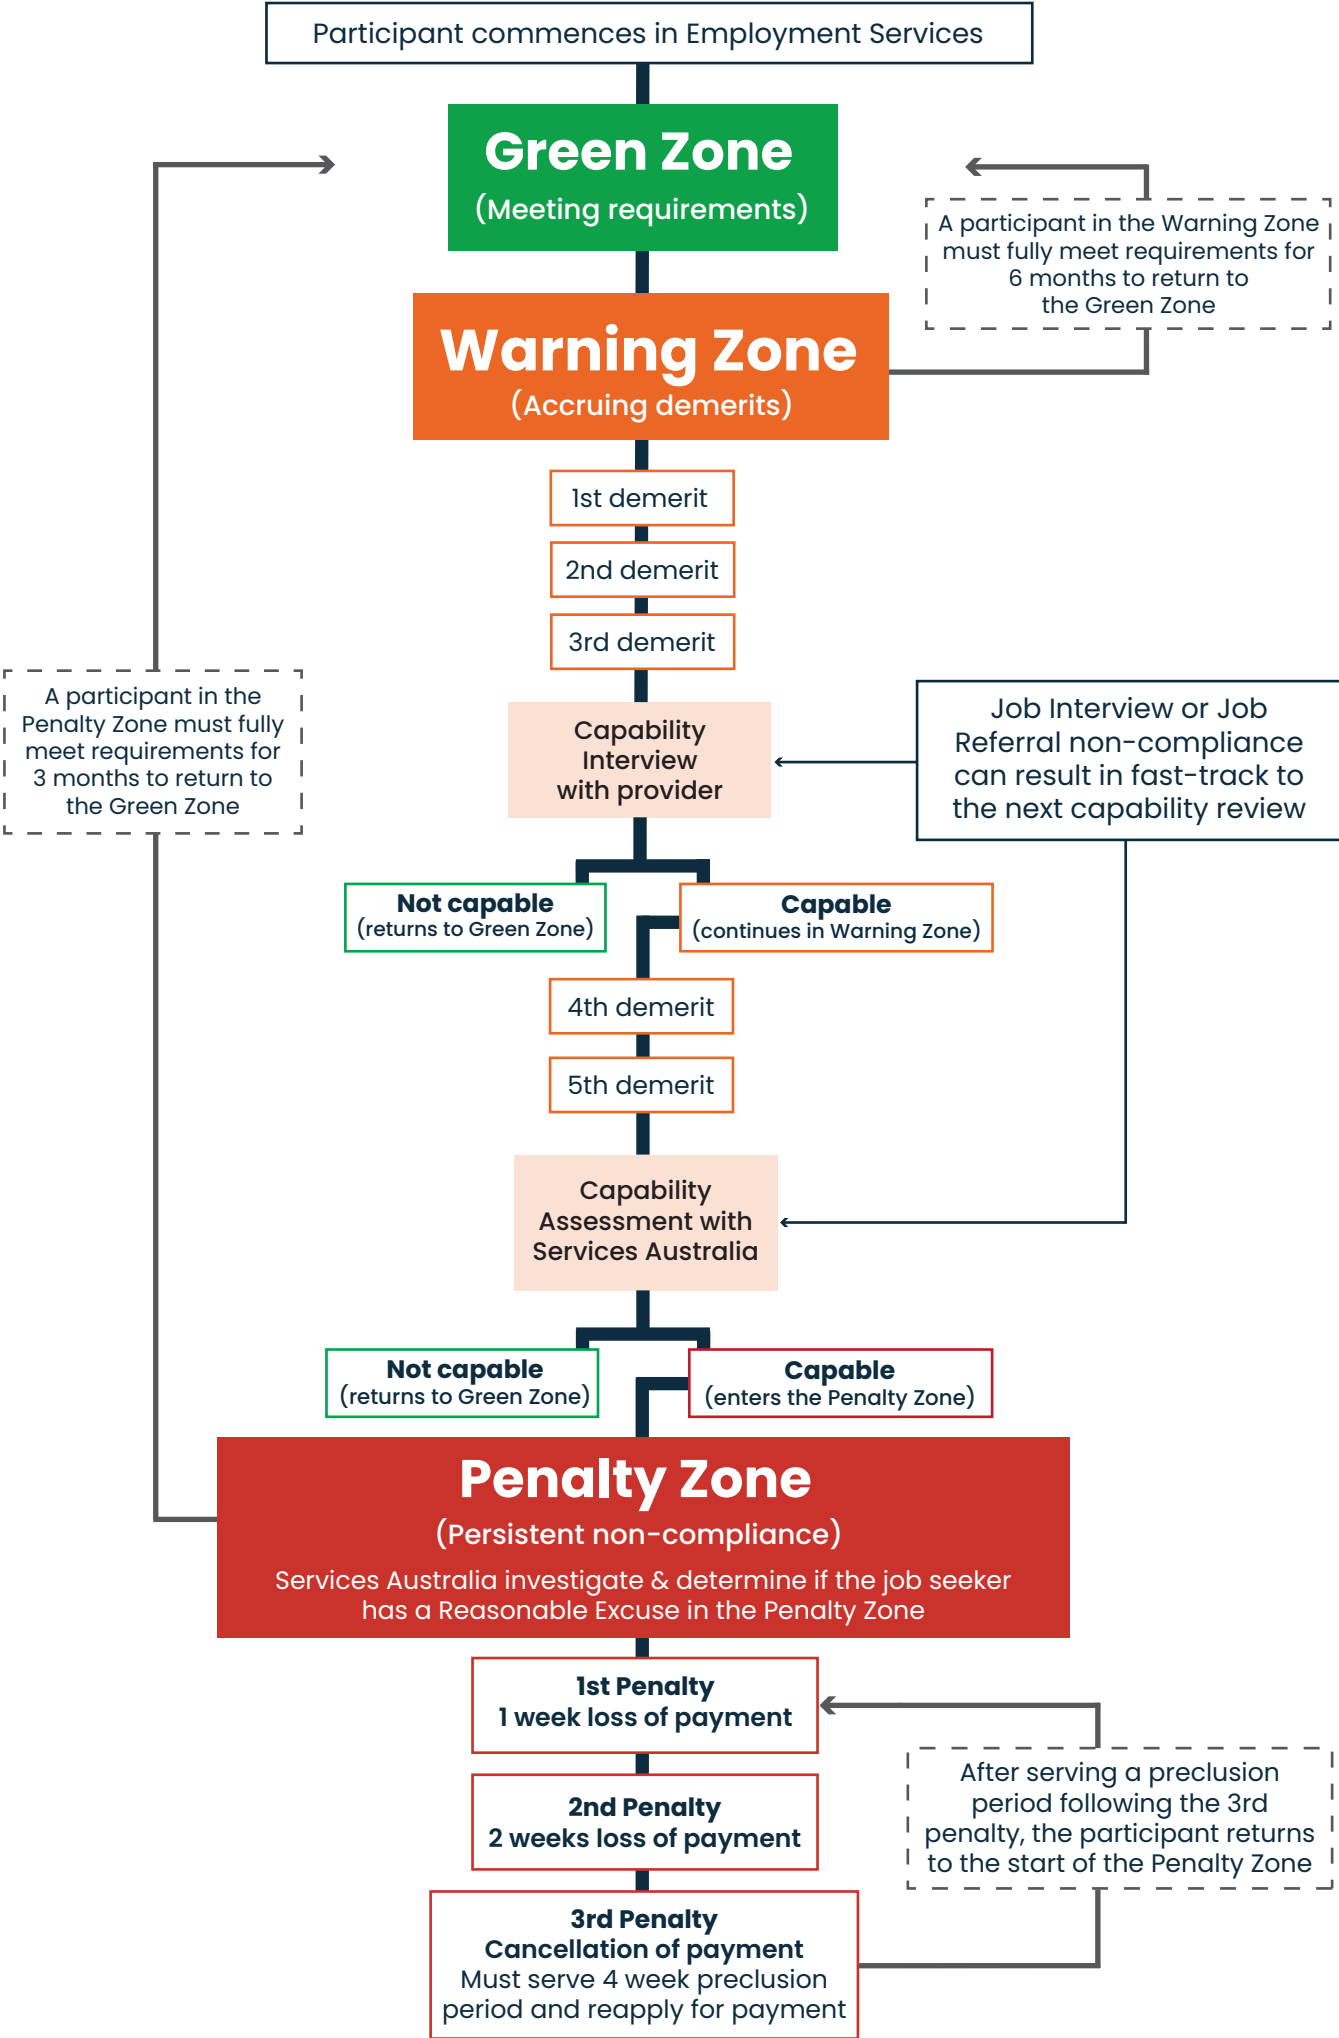 Participant commences in Employment Services
Green Zone
(Meeting requirements)
A participant in the Warning Zone
must fully meet requirements for
6 months to return to
the Green Zone
Warning Zone
(Accruing demerits)
1st demerit
2nd demerit
3rd demerit
A participant in the
Penalty Zone must fully
meet requirements for
3 months to return to
the Green Zone
Capability
Interview
with provider
Job Interview or Job
Referral non-compliance
can result in fast-track to
the next capability review
Not capable
(returns to Green Zone)
Capable
(continues in Warning Zone)
4th demerit
5th demerit
Capability
Assessment with
Services Australia
Not capable
(returns to Green Zone)
Capable
(enters the Penalty Zone)
Penalty Zone
(Persistent non-compliance)
Services Australia investigate & determine if the job seeker
has a Reasonable Excuse in the Penalty Zone
1st Penalty
1 week loss of payment
2nd Penalty
2 weeks loss of payment
After serving a preclusion
period following the 3rd
penalty, the participant returns
to the start of the Penalty Zone
3rd Penalty
Cancellation of payment
Must serve 4 week preclusion
period and reapply for payment